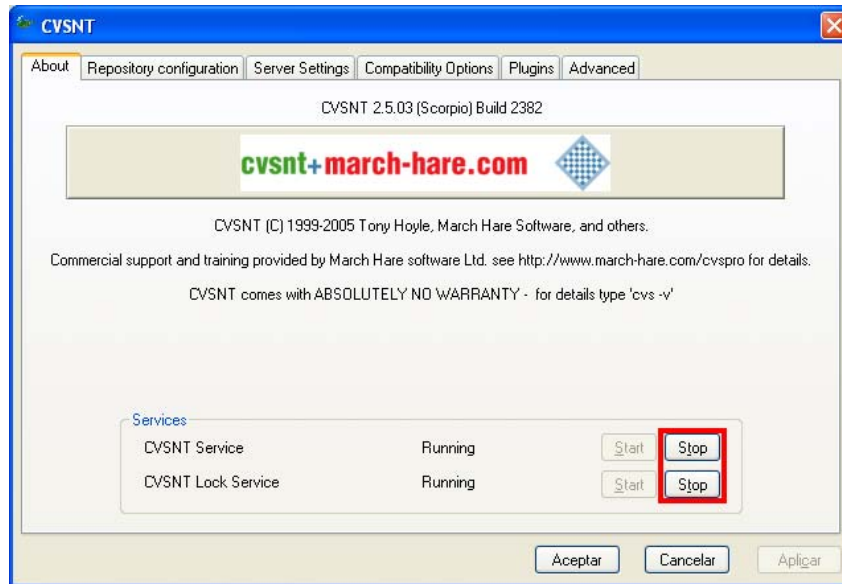 CVSNT
About Repository configuration Server Settings Compatibility Options Plugins Advanced
CVSNT 2.5.03 (Scorpio) Build 2382
cvsnt+march-hare.com
CVSNT (C) 1999-2005 Tony Hoyle, March Hare Software, and others.
Commercial support and training provided by March Hare software Ltd. see http://www.march-hare.com/cvspro for details.
CVSNT comes with ABSOLUTELY NO WARRANTY - for details type 'cvs -v'
Services
CVSNT Service Running Start Stop
CVSNT Lock Service Running Start Stop
Aceptar Cancelar Aplicar